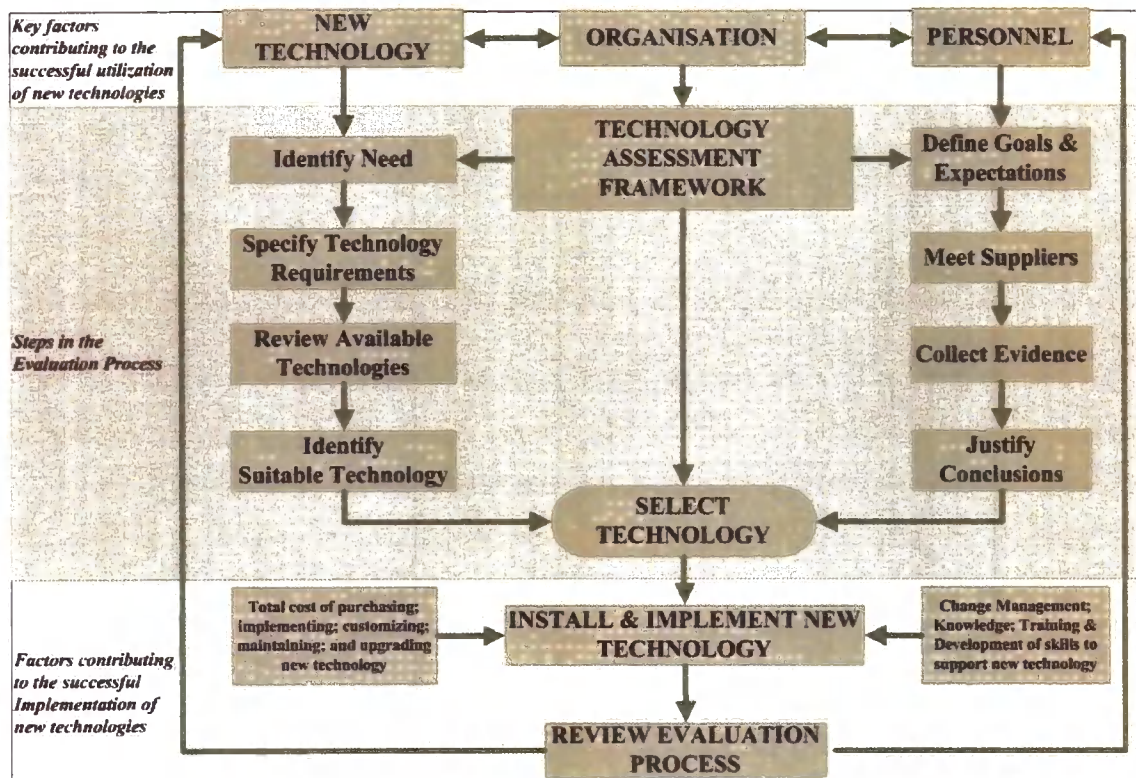 Key factors
contributing to the
successful utilization
of new technologies
NEW
TECHNOLOGY
ORGANISATION
PERSONNEL
TECHNOLOGY
ASSESSMENT
FRAMEWORK
Identify Need
Define Goals &
Expectations
Specify Technology
Requirements
Meet Suppliers
Steps in the
Evaluation Process
Review Available
Technologies
Collect Evidence
Identify
Suitable Technology
Justify
Conclusions
SELECT
TECHNOLOGY
Total cost of purchasing;
implementing; customizing;
maintaining; and upgrading
new technology
INSTALL & IMPLEMENT NEW
TECHNOLOGY
Change Management;
Knowledge; Training &
Development of skills to
support new technology
Factors contributing
to the successful
Implementation of
new technologies
REVIEW EVALUATION
PROCESS